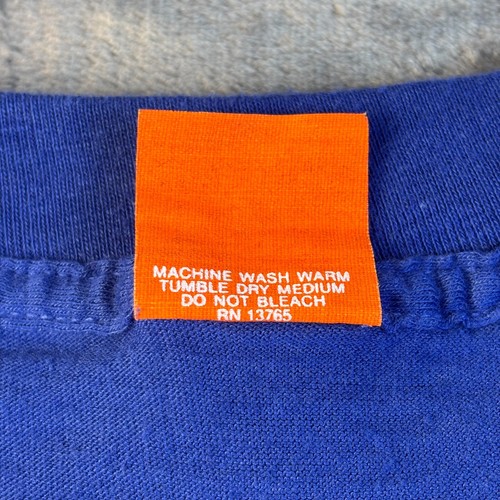 MACHINE WASH WARM
TUMBLE DRY MEDIUM
DO NOT BLEACH
RN 13765